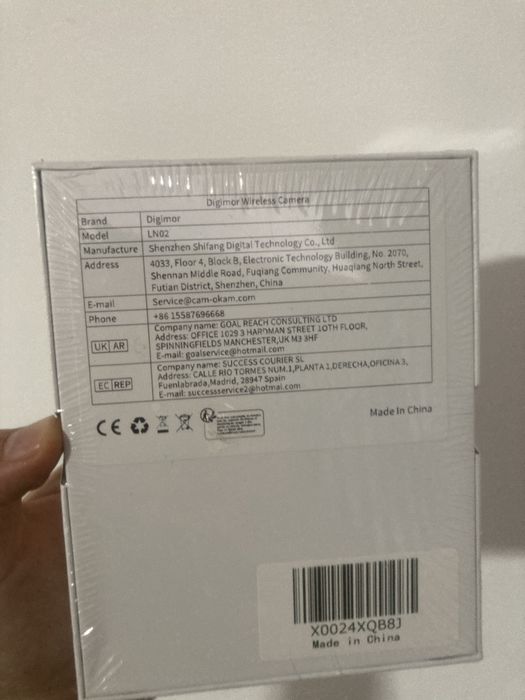 Digimor Wireless Camera
Brand Digimor
Model LN02
Manufacture Shenzhen Shifang Digital Technology Co., Ltd
Address 4033, Floor 4, Block B, Electronic Technology Building, No. 2070,
Shennan Middle Road, Fuqiang Community, Huaqiang North Street,
Futian District, Shenzhen, China
E-mail Service@cam-okam.com
Phone +86 15587696668
UK AR
Company name: GOAL REACH CONSULTING LTD
Address: OFFICE 1029 3 HARDMAN STREET 10TH FLOOR,
SPINNINGFIELDS MANCHESTER,UK M3 3HF
E-mail: goalservice@hotmail.com
EC REP
Company name: SUCCESS COURIER SL
Address: CALLE RIO TORMES NUM.1,PLANTA 1,DERECHA,OFICINA 3,
Fuenlabrada,Madrid, 28947 Spain
E-mail: successservice2@hotmai.com
CE
Made In China
X0024XQB8J
Made in China